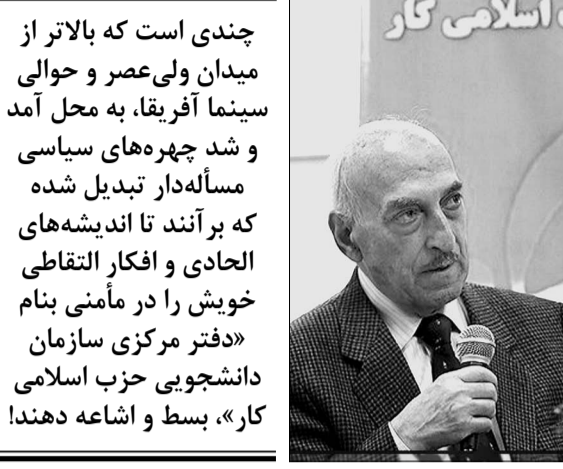 چندی است که بالاتر از
میدان ولی‌عصر و حوالی
سینما آفریقا، به محل آمد
و شد چهره‌های سیاسی
مسأله‌دار تبدیل شده
که برآنند تا اندیشه‌های
الحادی و افکار التقاطی
خویش را در مأمنی بنام
«دفتر مرکزی سازمان
دانشجویی حزب اسلامی
کار»، بسط و اشاعه دهند!
اسلامی کار